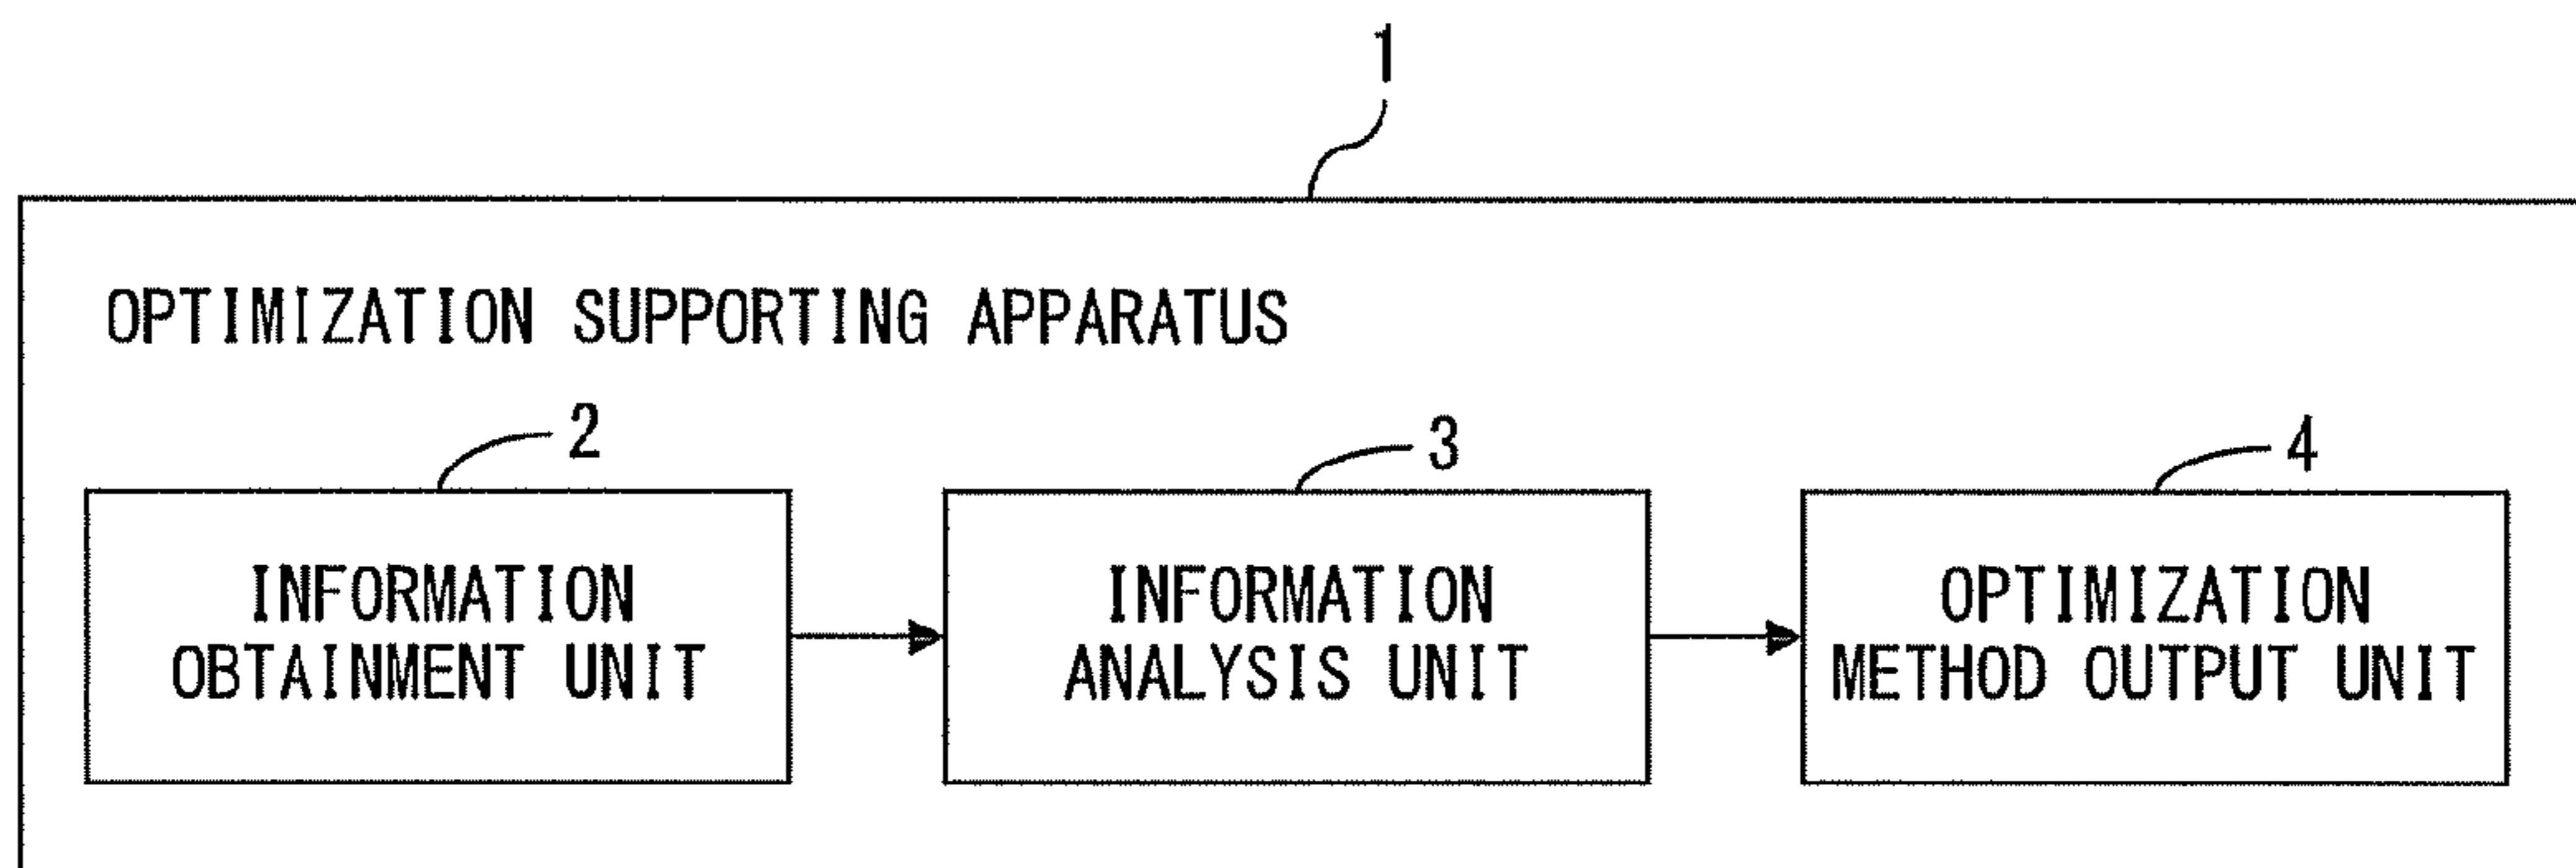 1
OPTIMIZATION SUPPORTING APPARATUS
2
3
4
INFORMATION
OBTAINMENT UNIT
INFORMATION
ANALYSIS UNIT
OPTIMIZATION
METHOD OUTPUT UNIT